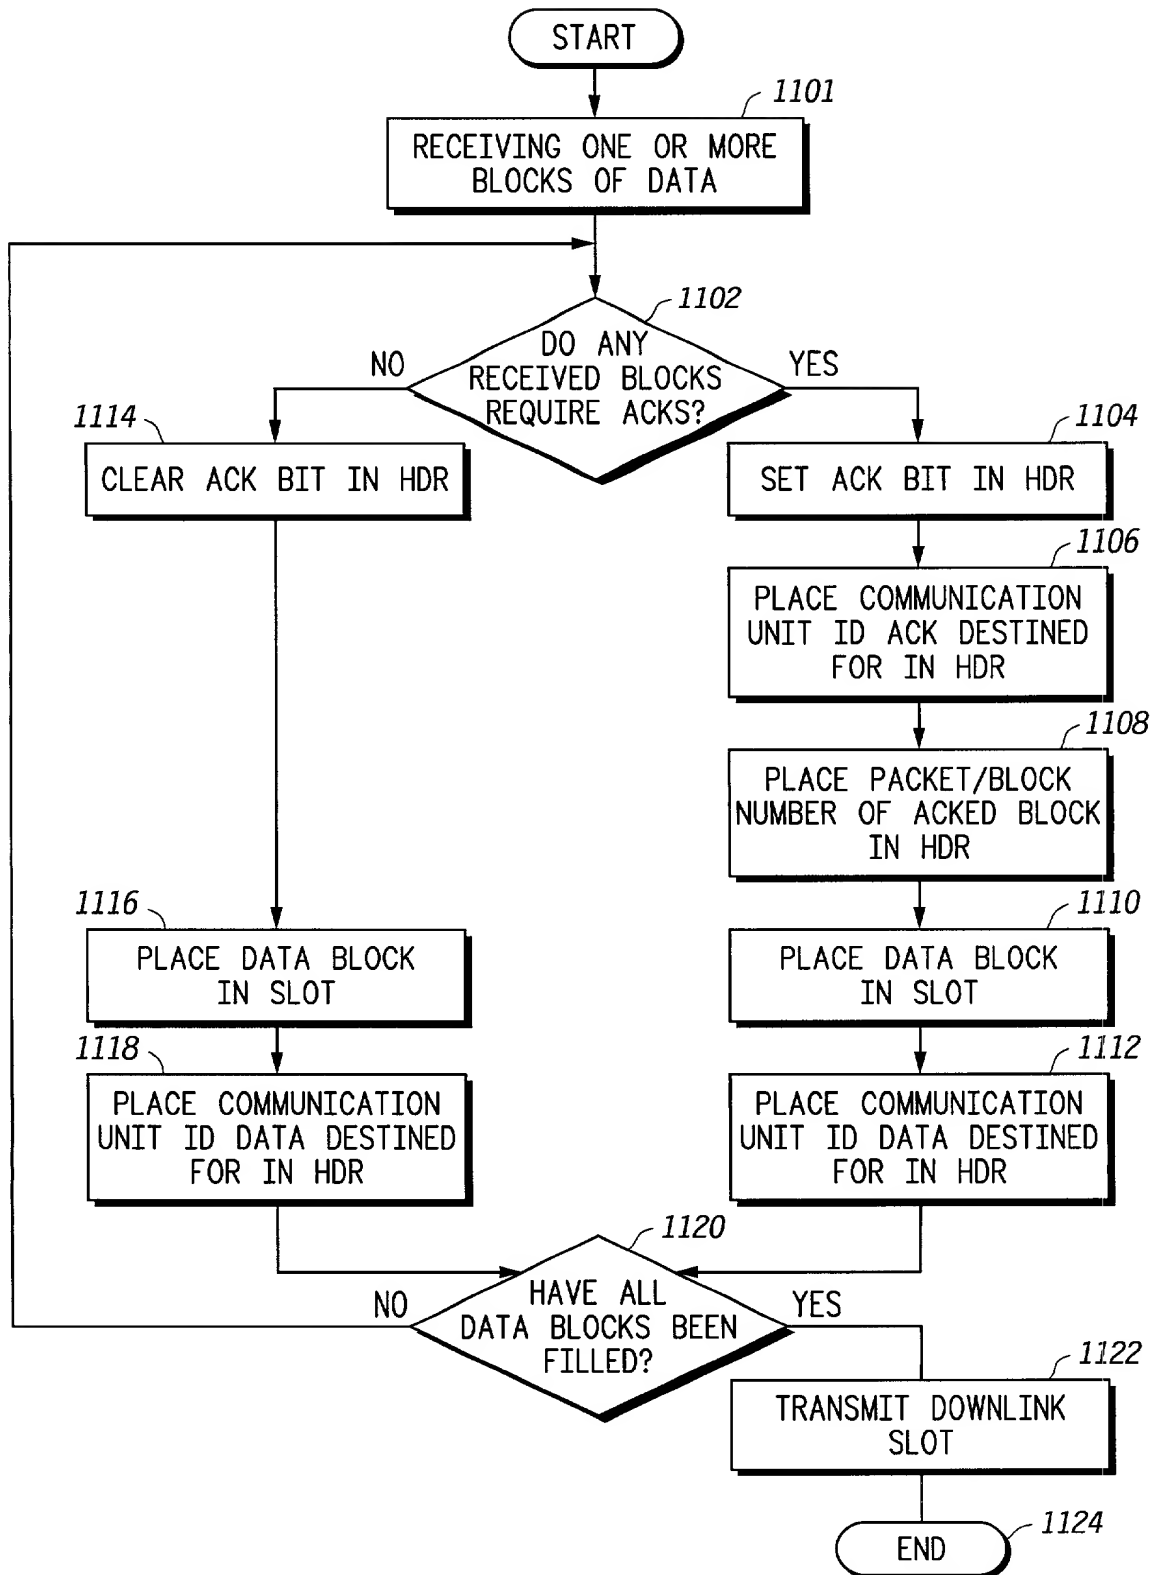 START
1101
RECEIVING ONE OR MORE
BLOCKS OF DATA
1102
DO ANY
RECEIVED BLOCKS
REQUIRE ACKS?
NO
YES
1114
CLEAR ACK BIT IN HDR
1104
SET ACK BIT IN HDR
1106
PLACE COMMUNICATION
UNIT ID ACK DESTINED
FOR IN HDR
1108
PLACE PACKET/BLOCK
NUMBER OF ACKED BLOCK
IN HDR
1116
PLACE DATA BLOCK
IN SLOT
1110
PLACE DATA BLOCK
IN SLOT
1118
PLACE COMMUNICATION
UNIT ID DATA DESTINED
FOR IN HDR
1112
PLACE COMMUNICATION
UNIT ID DATA DESTINED
FOR IN HDR
1120
HAVE ALL
DATA BLOCKS BEEN
FILLED?
NO
YES
1122
TRANSMIT DOWNLINK
SLOT
END
1124